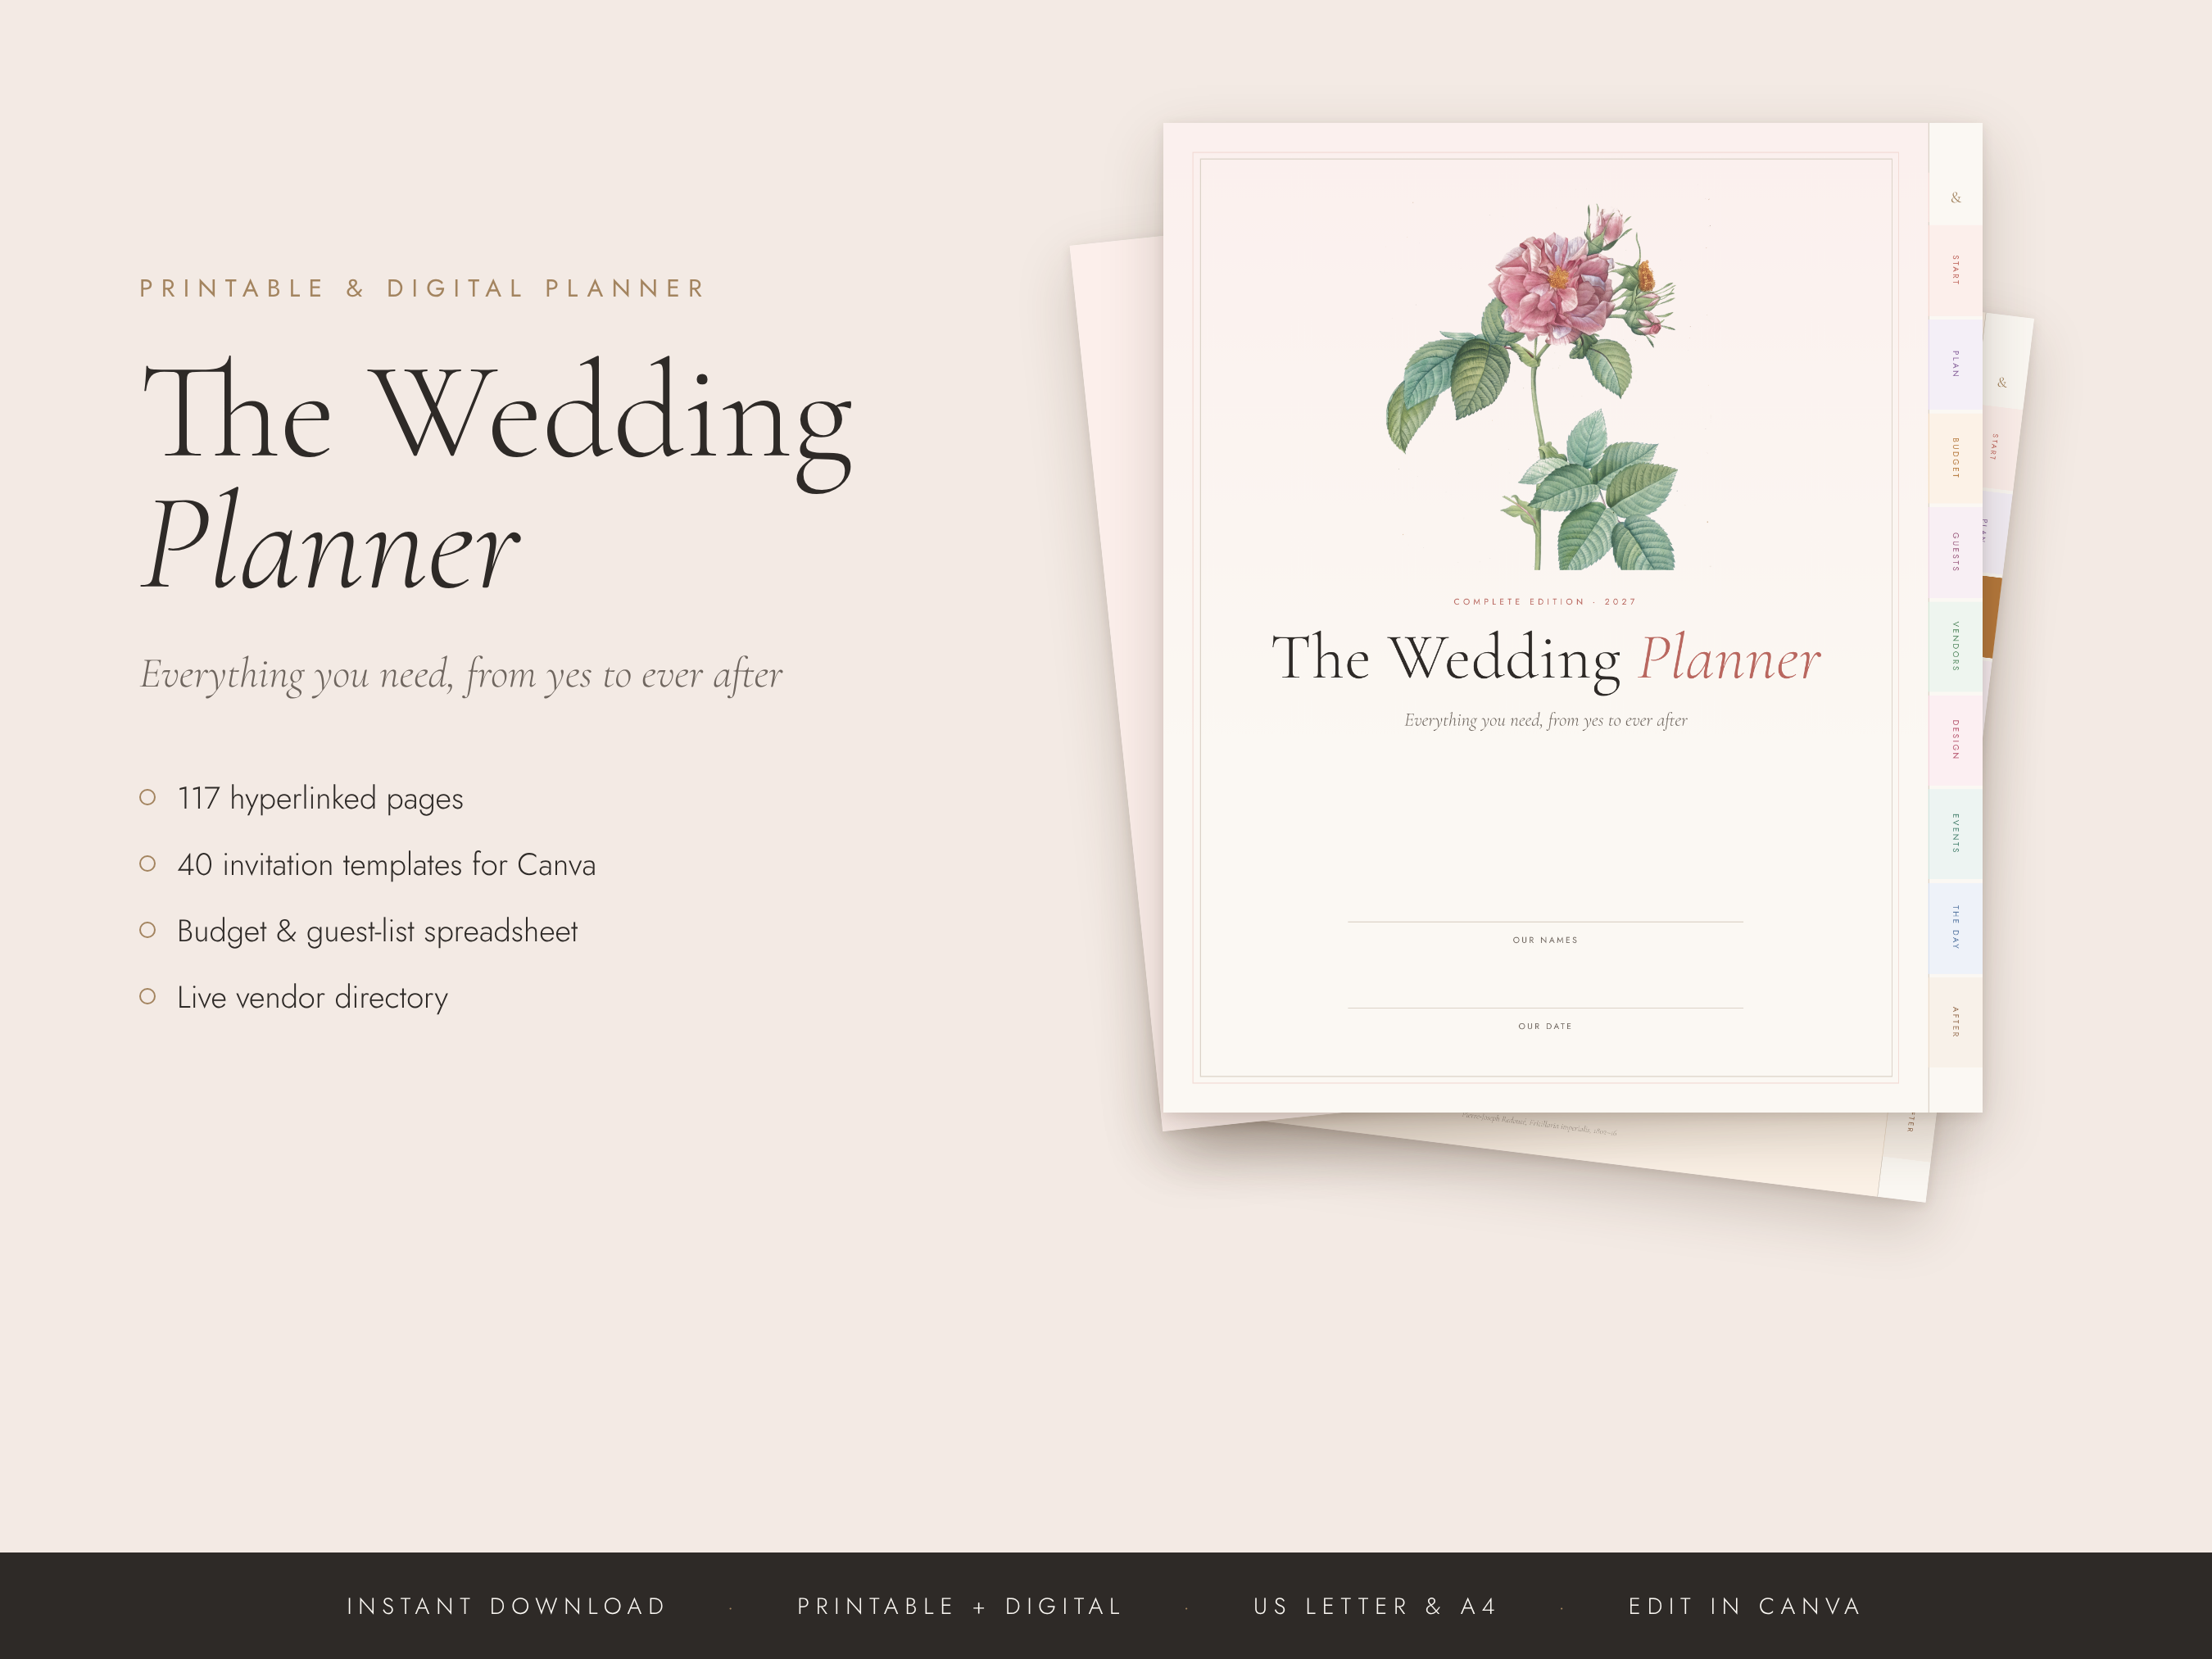 PRINTABLE & DIGITAL PLANNER
The Wedding
Planner
Everything you need, from yes to ever after
117 hyperlinked pages
40 invitation templates for Canva
Budget & guest-list spreadsheet
Live vendor directory
COMPLETE EDITION · 2027
The Wedding Planner
Everything you need, from yes to ever after
OUR NAMES
OUR DATE
&
START
PLAN
BUDGET
GUESTS
VENDORS
DESIGN
EVENTS
THE DAY
AFTER
&
START
INSTANT DOWNLOAD · PRINTABLE + DIGITAL · US LETTER & A4 · EDIT IN CANVA